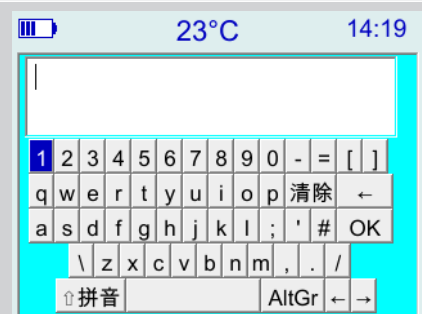 23°C 14:19
1 2 3 4 5 6 7 8 9 0 - = [ ]
q w e r t y u i o p 清除 ←
a s d f g h j k l ; ' # OK
\ z x c v b n m , . /
⇧拼音 AltGr ← →